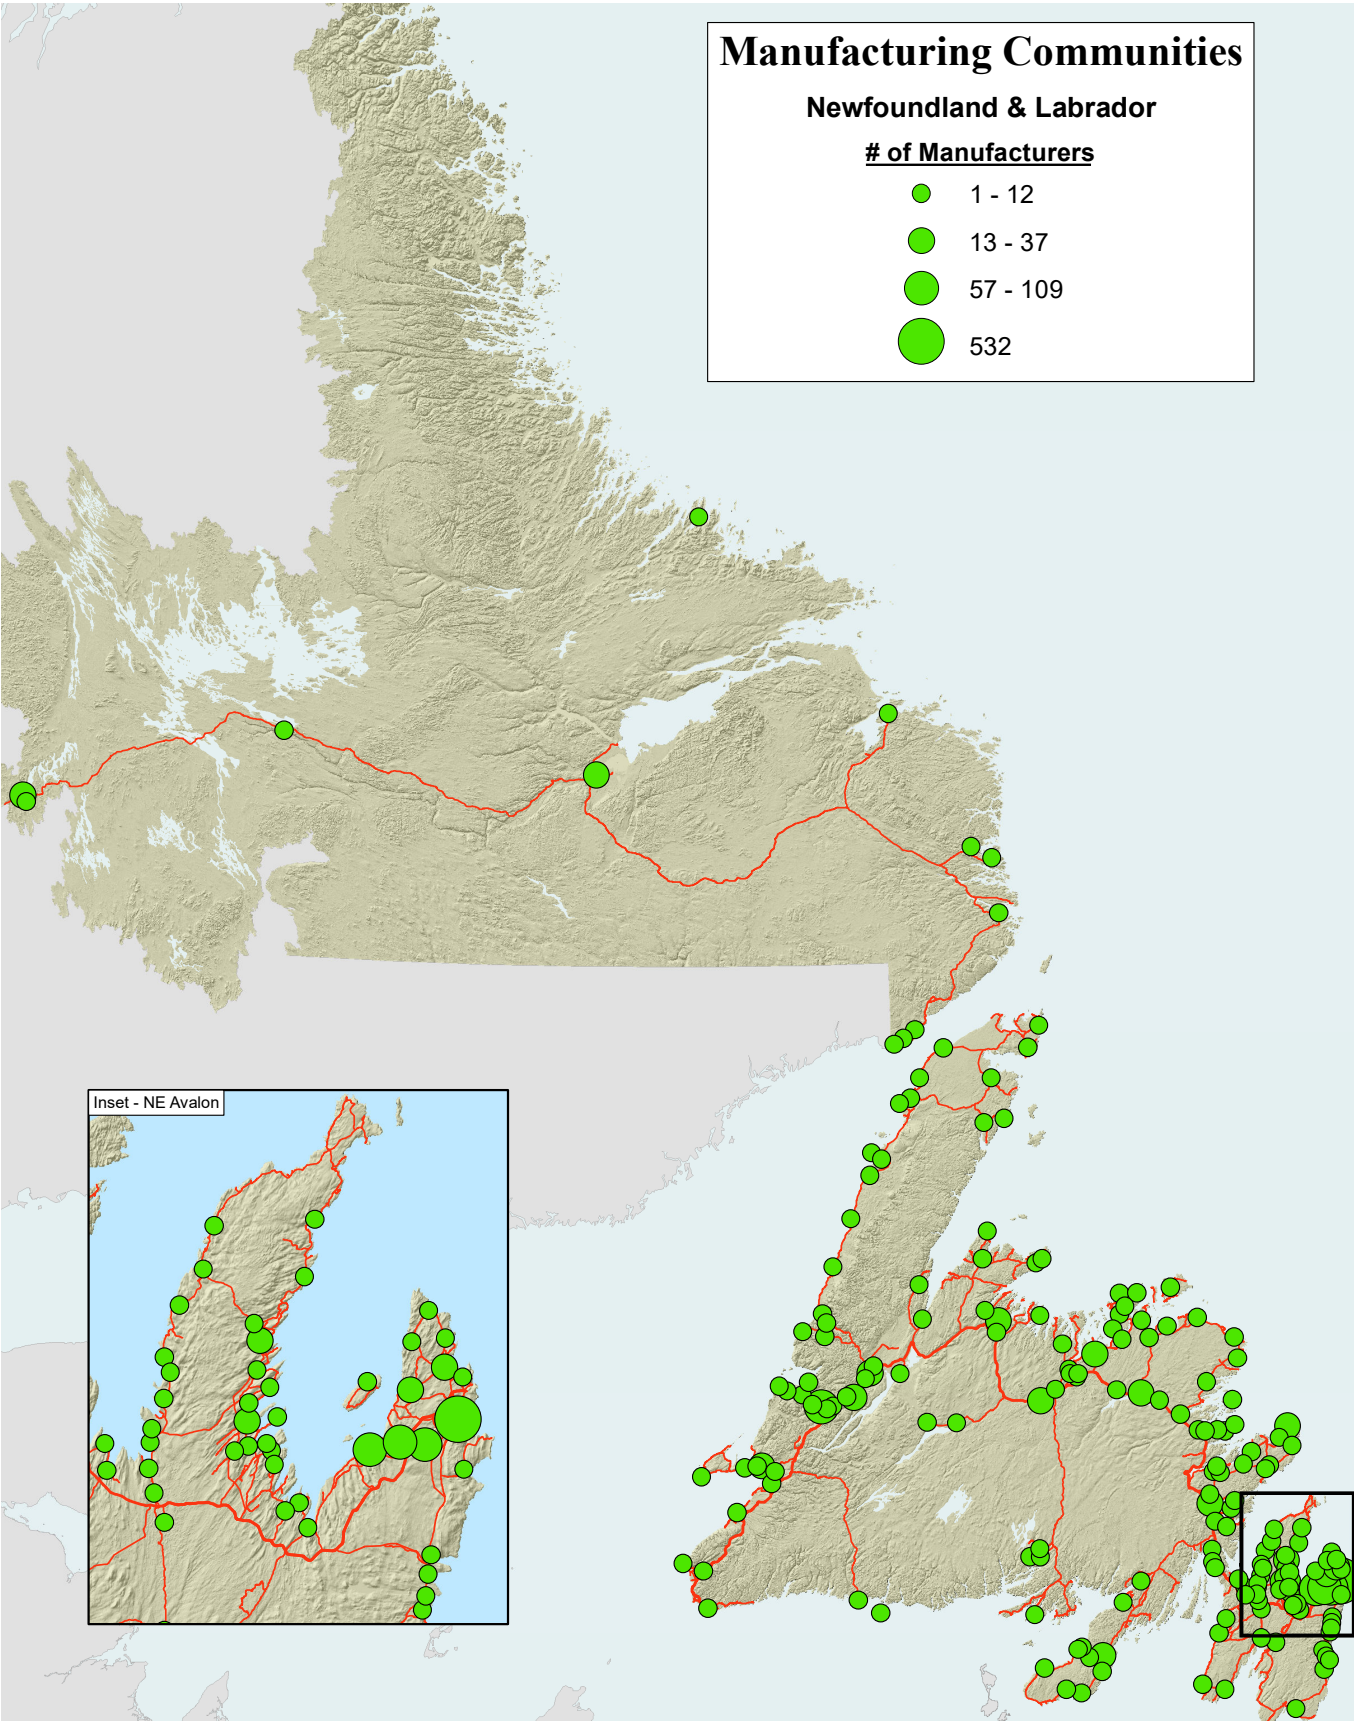 Manufacturing Communities
Newfoundland & Labrador
# of Manufacturers
1 - 12
13 - 37
57 - 109
532
Inset - NE Avalon